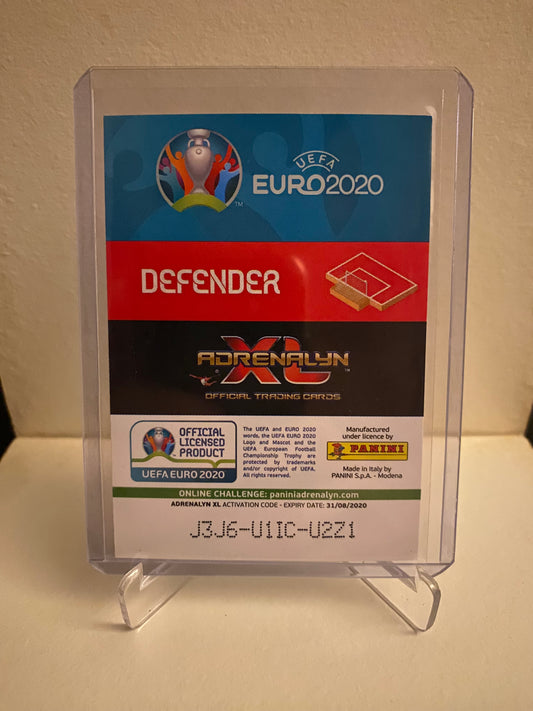 UEFA
EURO2020
TM
DEFENDER
ADRENALYN
XL
OFFICIAL TRADING CARDS
OFFICIAL
LICENSED
PRODUCT
UEFA EURO 2020
The UEFA and EURO 2020
words, the UEFA EURO 2020
Logo and Mascot and the
UEFA European Football
Championship Trophy are
protected by trademarks
and/or copyright of UEFA.
All rights reserved.
Manufactured
under licence by
PANINI
Made in Italy by
PANINI S.p.A. - Modena
ONLINE CHALLENGE: paniniadrenalyn.com
ADRENALYN XL ACTIVATION CODE - EXPIRY DATE: 31/08/2020
J3J6-U1IC-U2Z1